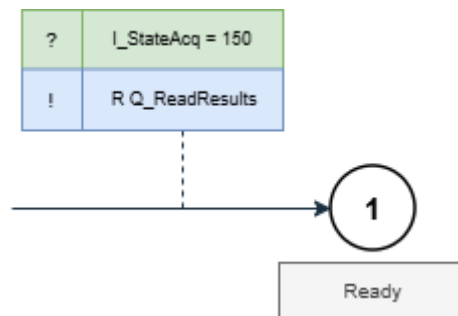 ? I_StateAcq = 150
! R Q_ReadResults
1
Ready